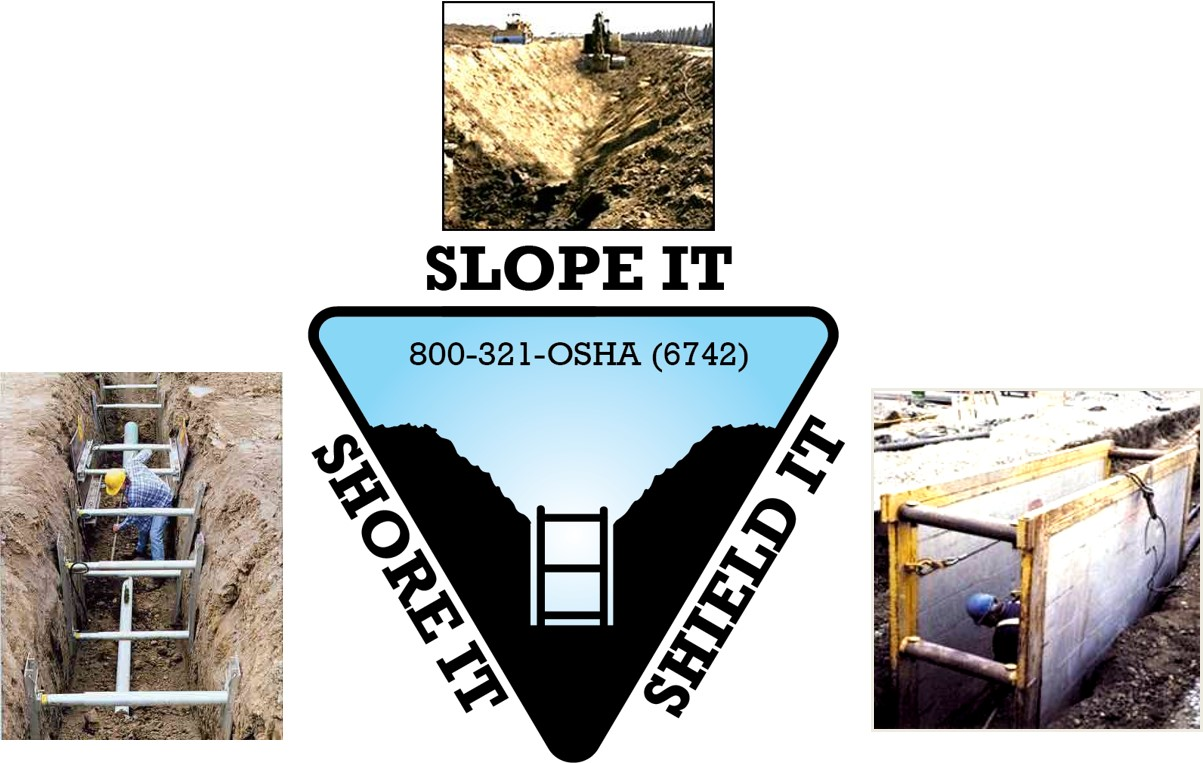 SLOPE IT
800-321-OSHA (6742)
SHORE IT
SHIELD IT